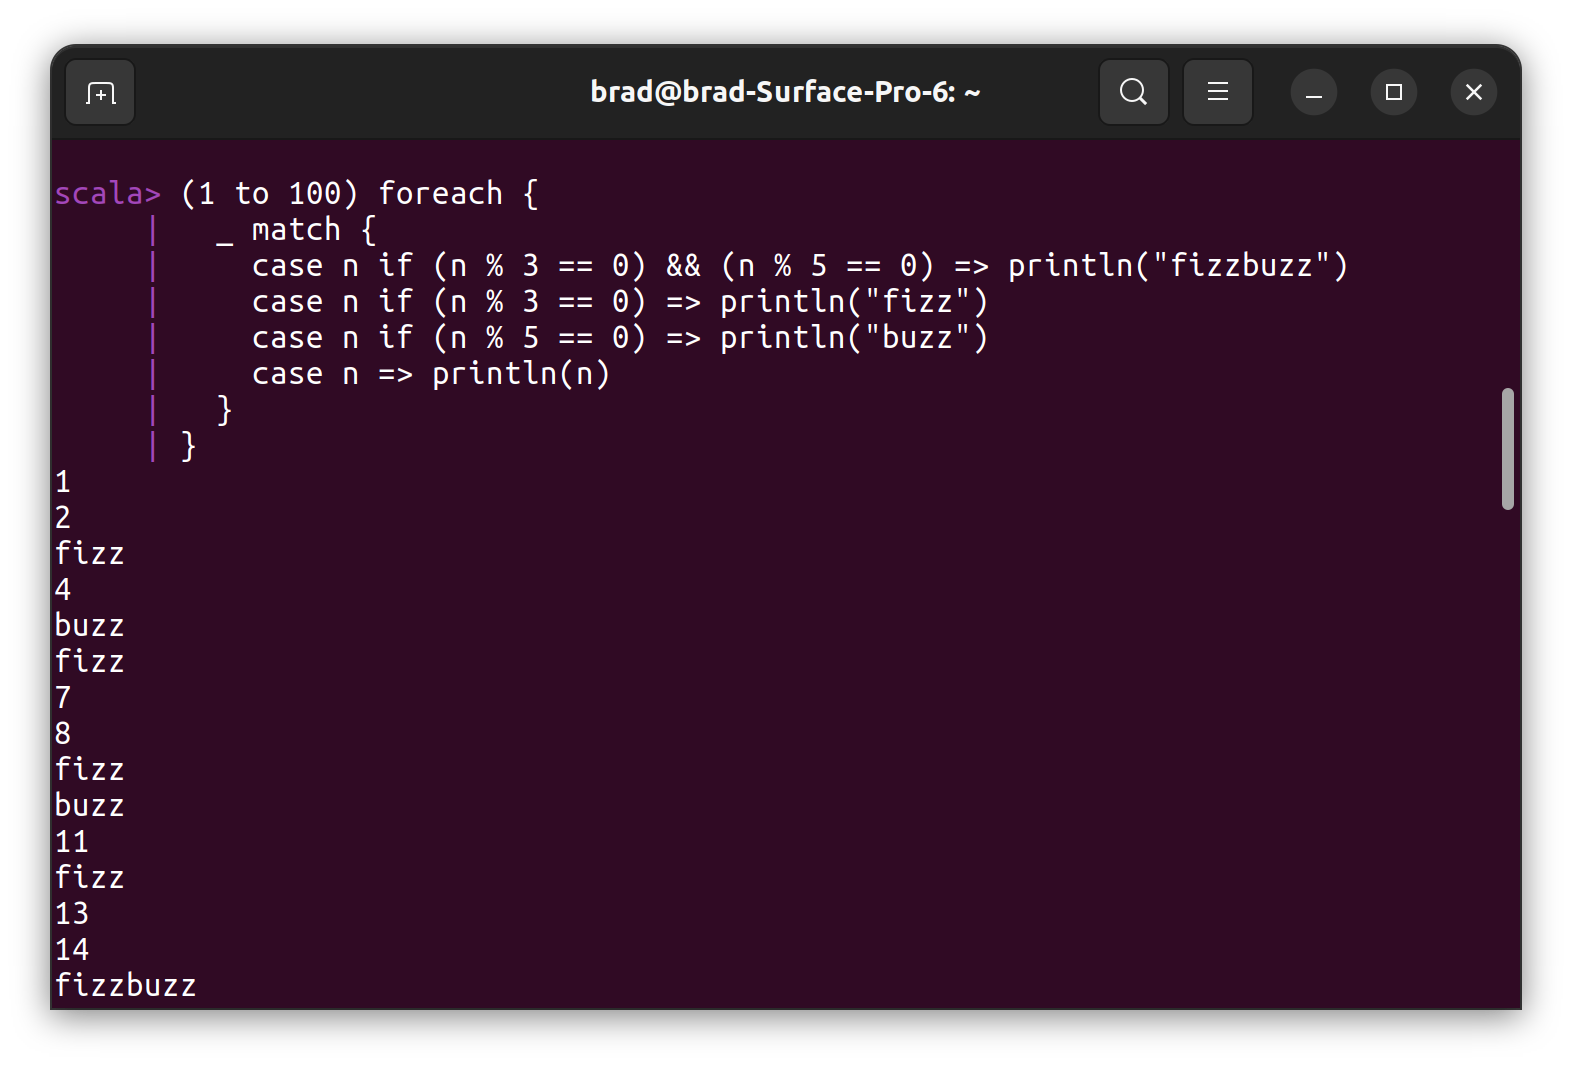 brad@brad-Surface-Pro-6: ~
scala> (1 to 100) foreach {
     |   _ match {
     |     case n if (n % 3 == 0) && (n % 5 == 0) => println("fizzbuzz")
     |     case n if (n % 3 == 0) => println("fizz")
     |     case n if (n % 5 == 0) => println("buzz")
     |     case n => println(n)
     |   }
     | }
1
2
fizz
4
buzz
fizz
7
8
fizz
buzz
11
fizz
13
14
fizzbuzz